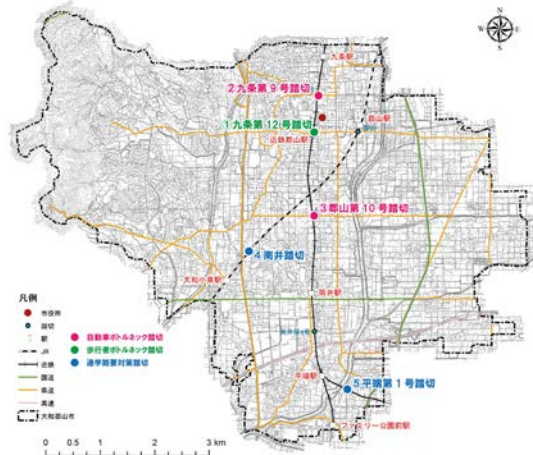 N
W
E
S
九条駅
2九条第9号踏切
1九条第12号踏切
近鉄郡山駅
郡山駅
3郡山第10号踏切
4南井踏切
大和小泉駅
筒井駅
平端駅
5平端第1号踏切
ファミリー公園前駅
凡例
市役所
踏切
駅
JR
近鉄
国道
県道
高速
大和郡山市
自動車ボトルネック踏切
歩行者ボトルネック踏切
通学路要対策踏切
0 0.5 1 2 3 km